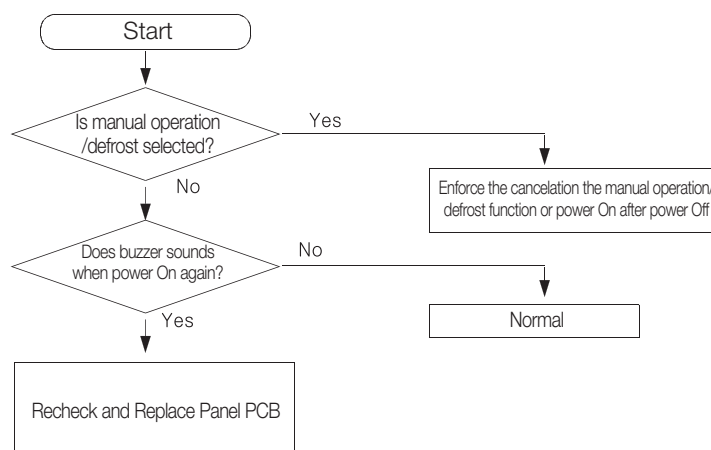 Start
Is manual operation
/defrost selected?
Yes
Enforce the cancelation the manual operation/
defrost function or power On after power Off
No
Does buzzer sounds
when power On again?
No
Normal
Yes
Recheck and Replace Panel PCB